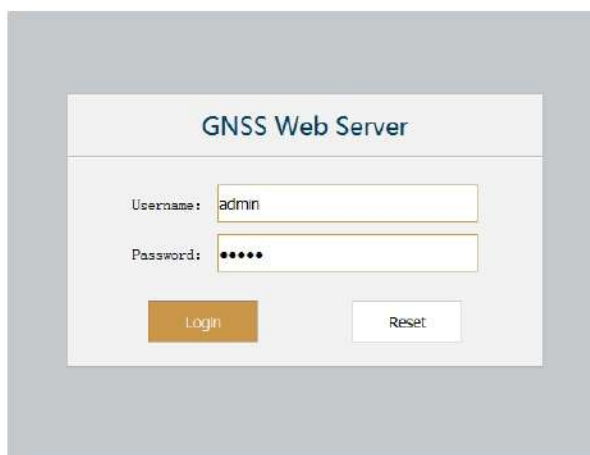 GNSS Web Server
Username: admin
Password: •••••
Login Reset